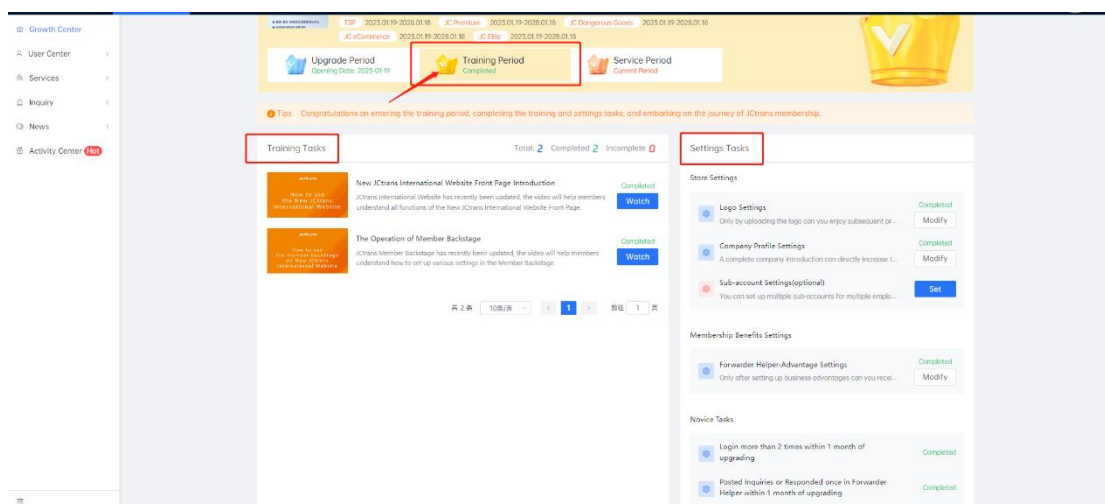 Growth Center
User Center
Services
Inquiry
News
Activity Center Hot
TSP 2025.01.19-2028.01.18 JC Premium 2025.01.19-2028.01.18 JC Dangerous Goods 2025.01.19-2028.01.18
JC eCommerce 2025.01.19-2028.01.18 JC Elite 2025.01.19-2028.01.18
Upgrade Period
Opening Date: 2025-01-19
Training Period
Completed
Service Period
Current Period
Tips Congratulations on entering the training period, completing the training and settings tasks, and embarking on the journey of JCtrans membership.
Training Tasks
Total: 2 Completed 2 Incomplete 0
How to use
the New JCtrans
International Website
New JCtrans International Website Front Page Introduction
JCtrans International Website has recently been updated, the video will help members
understand all functions of the New JCtrans International Website Front Page.
Completed
Watch
How to use
the Member backstage
on New JCtrans
International Website
The Operation of Member Backstage
JCtrans Member Backstage has recently been updated, the video will help members
understand how to set up various settings in the Member Backstage.
Completed
Watch
共 2 条 10条/页 < 1 > 前往 1 页
Settings Tasks
Store Settings
Logo Settings
Only by uploading the logo can you enjoy subsequent pr...
Completed
Modify
Company Profile Settings
A complete company introduction can directly increase t...
Completed
Modify
Sub-account Settings(optional)
You can set up multiple sub-accounts for multiple emplo...
Set
Membership Benefits Settings
Forwarder Helper-Advantage Settings
Only after setting up business advantages can you recei...
Completed
Modify
Novice Tasks
Login more than 2 times within 1 month of
upgrading
Completed
Posted Inquiries or Responded once in Forwarder
Helper within 1 month of upgrading
Completed